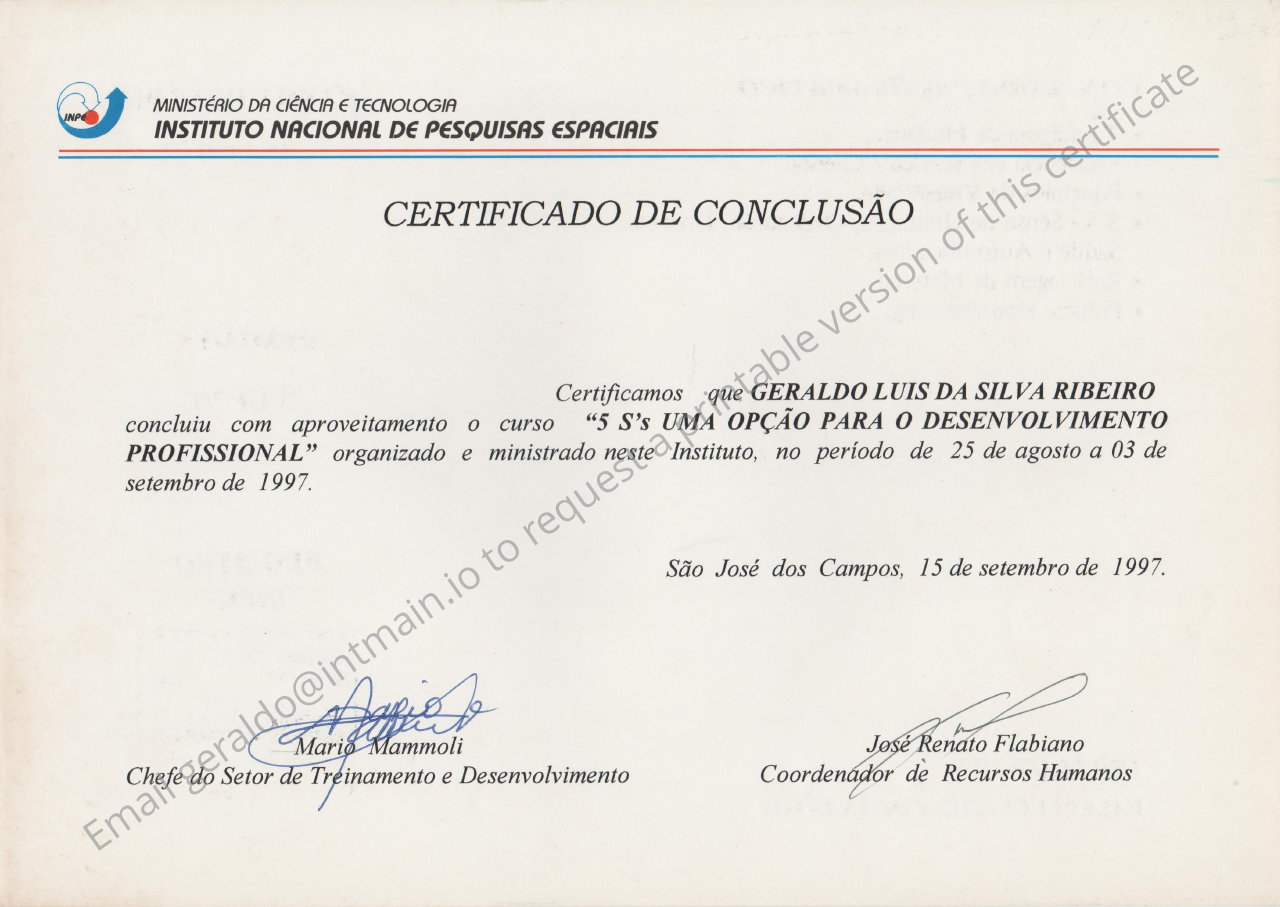 INPE
MINISTÉRIO DA CIÊNCIA E TECNOLOGIA
INSTITUTO NACIONAL DE PESQUISAS ESPACIAIS
CERTIFICADO DE CONCLUSÃO
Certificamos que GERALDO LUIS DA SILVA RIBEIRO
concluiu com aproveitamento o curso “5 S's UMA OPÇÃO PARA O DESENVOLVIMENTO
PROFISSIONAL” organizado e ministrado neste Instituto, no período de 25 de agosto a 03 de
setembro de 1997.
São José dos Campos, 15 de setembro de 1997.
Mario Mammoli
Chefe do Setor de Treinamento e Desenvolvimento
José Renato Flabiano
Coordenador de Recursos Humanos
Email geraldo@intmain.io to request a printable version of this certificate